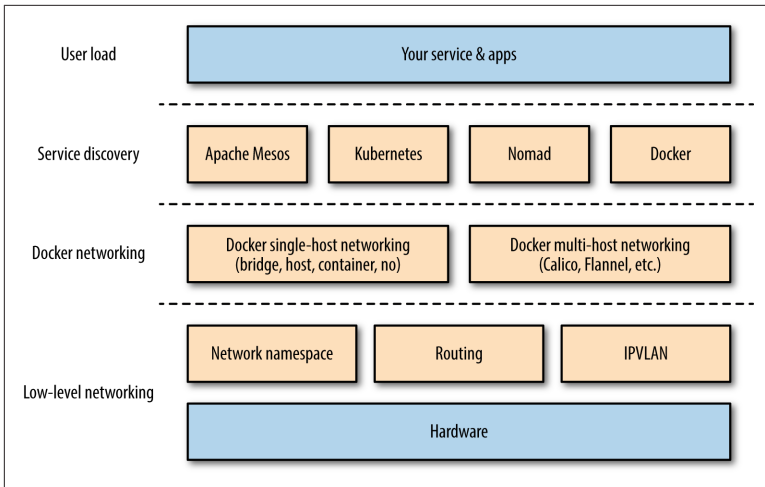 User load
Your service & apps
Service discovery
Apache Mesos
Kubernetes
Nomad
Docker
Docker networking
Docker single-host networking
(bridge, host, container, no)
Docker multi-host networking
(Calico, Flannel, etc.)
Low-level networking
Network namespace
Routing
IPVLAN
Hardware